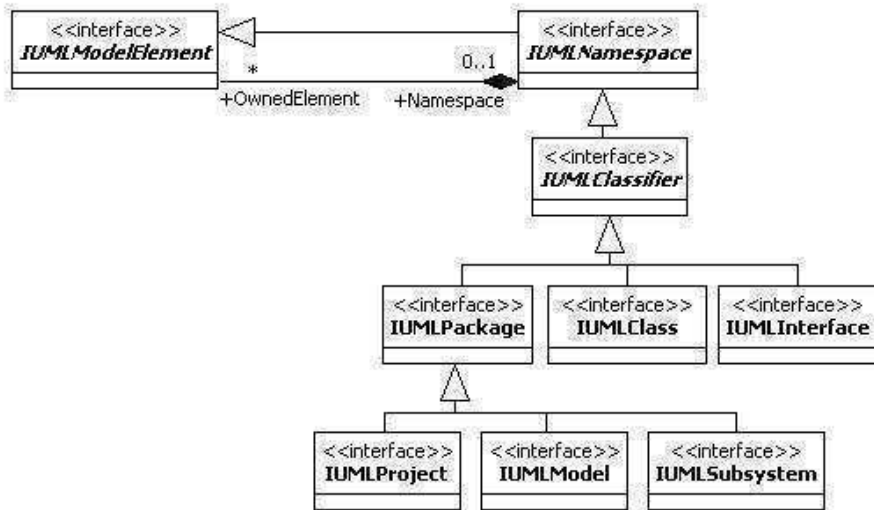 <<interface>>
IUMLModelElement
<<interface>>
IUMLNamespace
*
0..1
+OwnedElement
+Namespace
<<interface>>
IUMLClassifier
<<interface>>
IUMLPackage
<<interface>>
IUMLClass
<<interface>>
IUMLInterface
<<interface>>
IUMLProject
<<interface>>
IUMLModel
<<interface>>
IUMLSubsystem